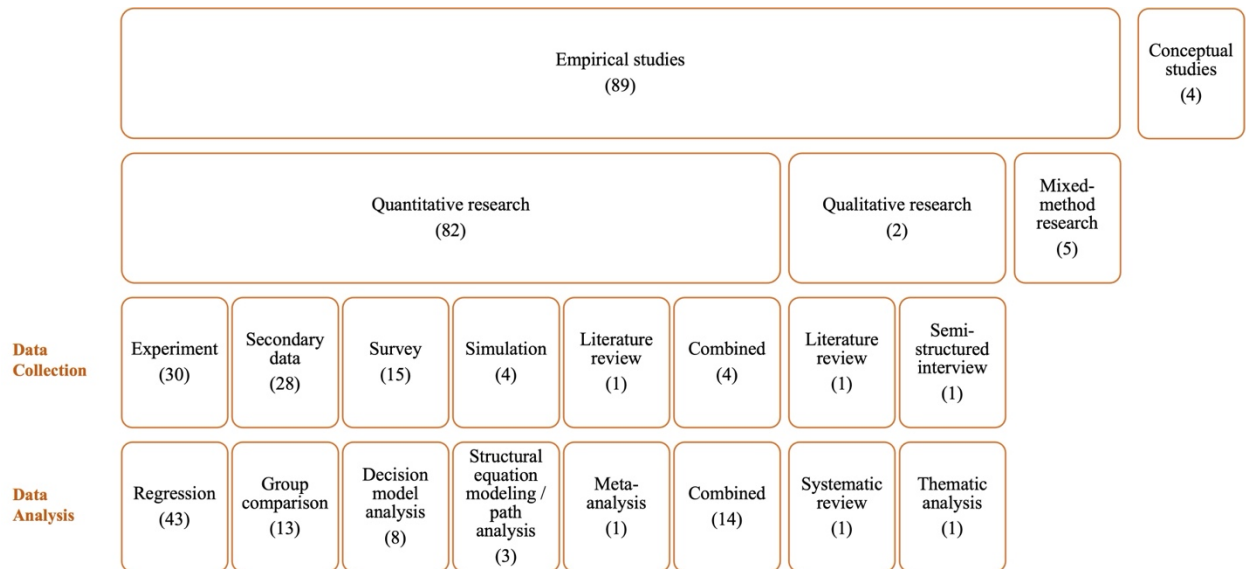 Empirical studies
(89)
Conceptual
studies
(4)
Quantitative research
(82)
Qualitative research
(2)
Mixed-
method
research
(5)
Data
Collection
Experiment
(30)
Secondary
data
(28)
Survey
(15)
Simulation
(4)
Literature
review
(1)
Combined
(4)
Literature
review
(1)
Semi-
structured
interview
(1)
Data
Analysis
Regression
(43)
Group
comparison
(13)
Decision
model
analysis
(8)
Structural
equation
modeling /
path
analysis
(3)
Meta-
analysis
(1)
Combined
(14)
Systematic
review
(1)
Thematic
analysis
(1)